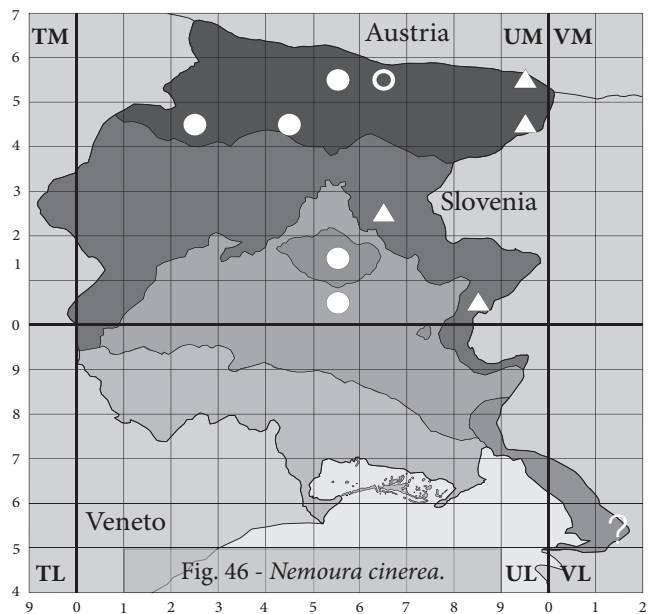 7
TM
Austria
UM VM
6
5
4
3
Slovenia
2
1
0
9
8
7
6
Veneto
?
5
TL
Fig. 46 - Nemoura cinerea.
UL VL
4
9 0 1 2 3 4 5 6 7 8 9 0 1 2